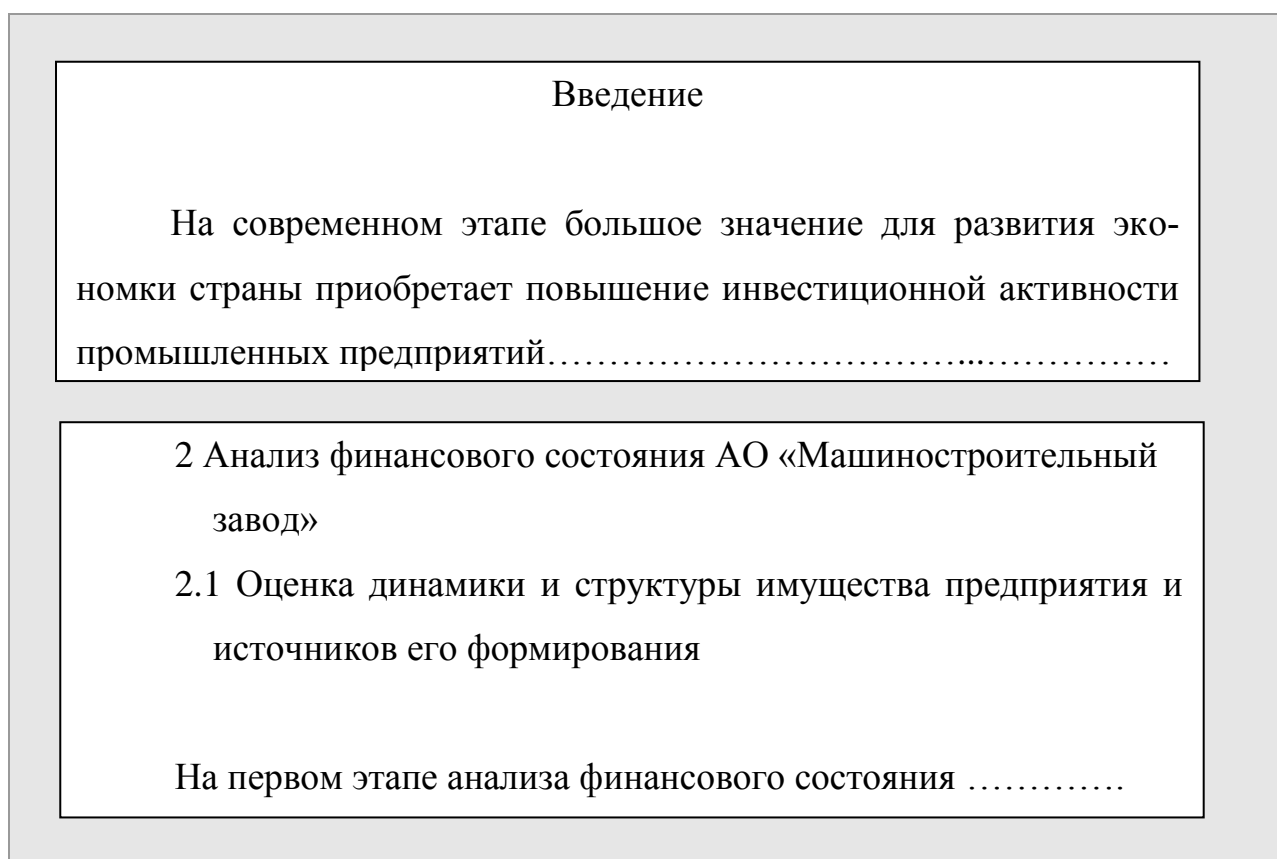 Введение
На современном этапе большое значение для развития эко-
номки страны приобретает повышение инвестиционной активности
промышленных предприятий……………………………...……………
2 Анализ финансового состояния АО «Машиностроительный
завод»
2.1 Оценка динамики и структуры имущества предприятия и
источников его формирования
На первом этапе анализа финансового состояния ………….